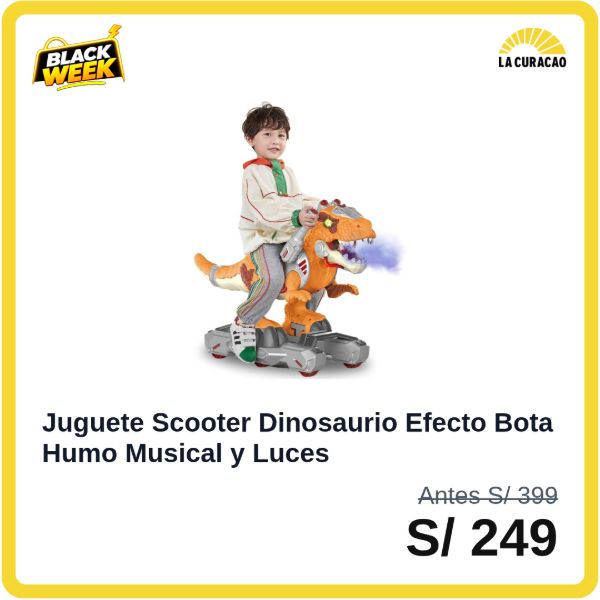 BLACK
WEEK
LA CURACAO
Juguete Scooter Dinosaurio Efecto Bota
Humo Musical y Luces
Antes S/ 399
S/ 249